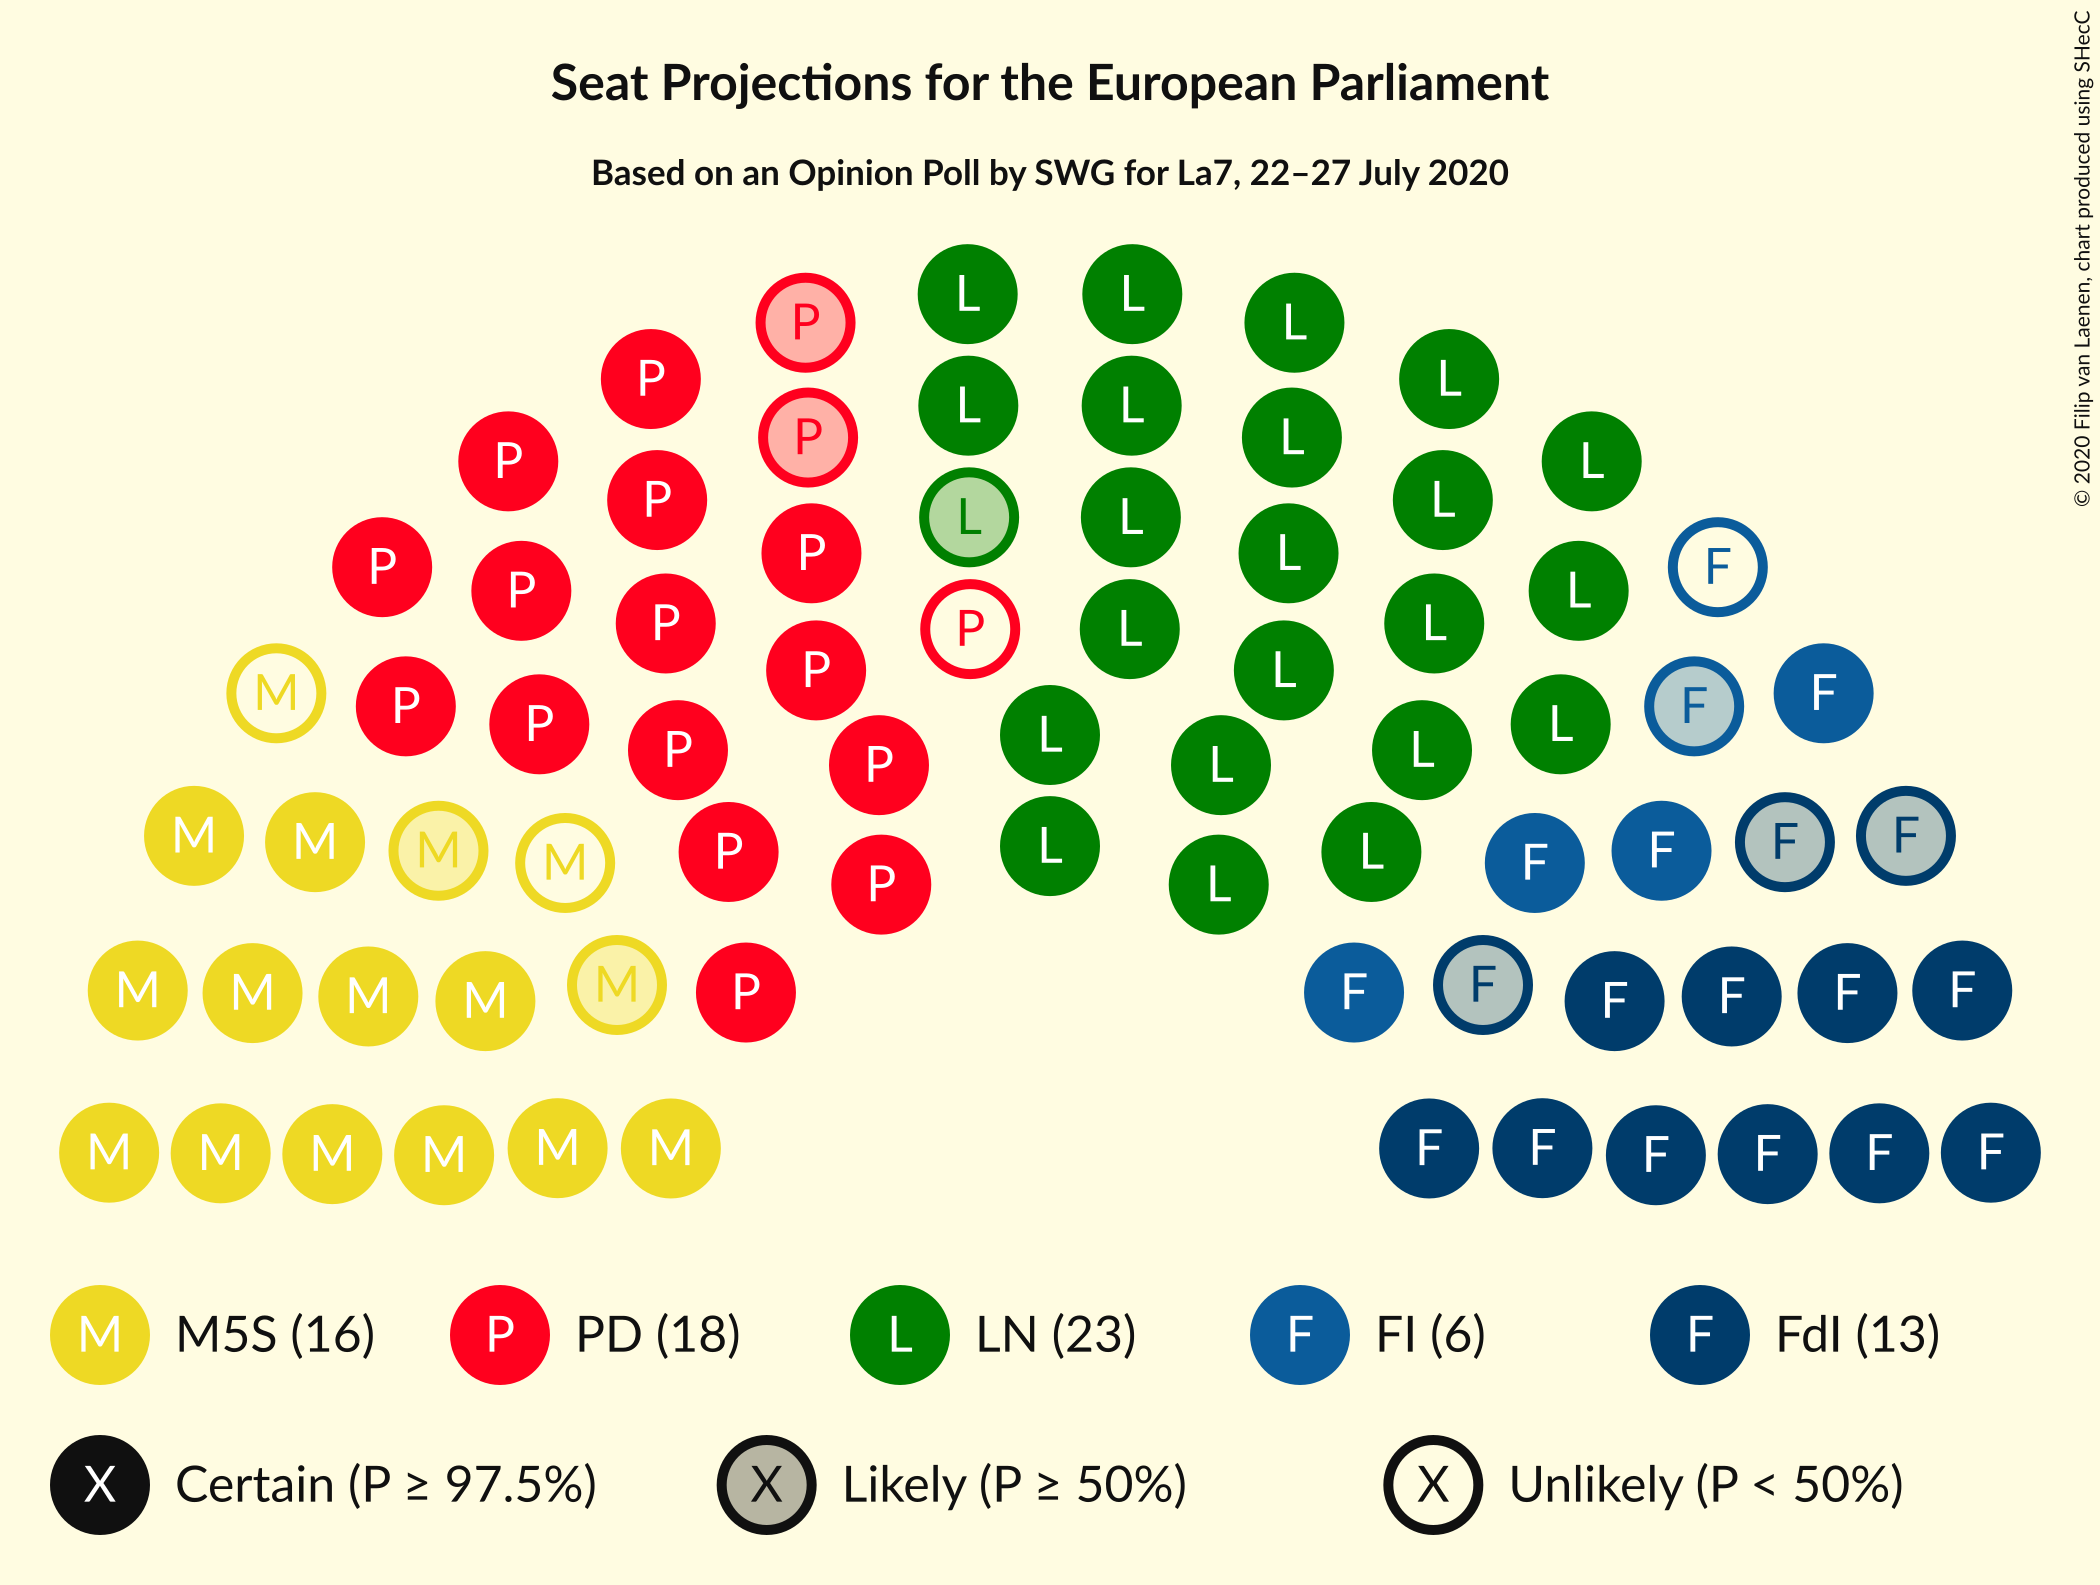 Seat Projections for the European Parliament
Based on an Opinion Poll by SWG for La7, 22–27 July 2020
© 2020 Filip van Laenen, chart produced using SHecC
L L
P L
P L
L L
P L
P L
P L
P L
L L
P P L F
P L
P L
P P L
M P P L F F
P P L L
P L L
P L
M M M M P L F F F F
P L
M M M M M P F F F F F F
M M M M M M F F F F F F
M M5S (16) P PD (18) L LN (23) F FI (6) F FdI (13)
X Certain (P ≥ 97.5%) X Likely (P ≥ 50%) X Unlikely (P < 50%)